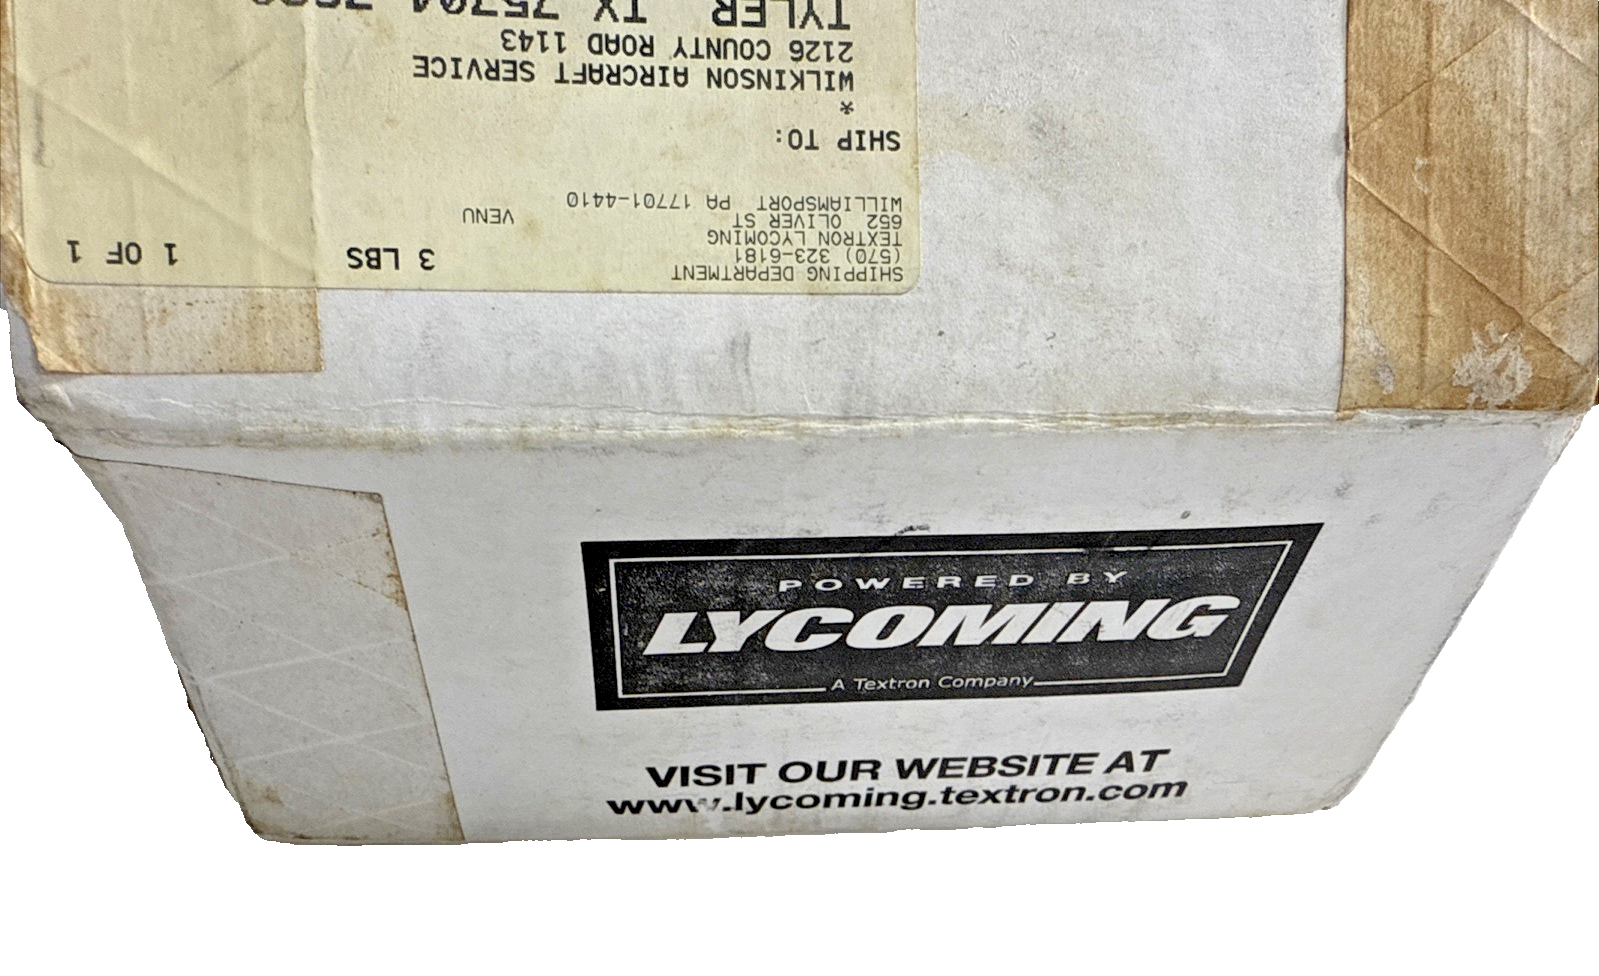 SHIPPING DEPARTMENT
(570) 323-6181
TEXTRON LYCOMING
652 OLIVER ST
WILLIAMSPORT PA 17701-4410
3 LBS
1 OF 1
VENU
SHIP TO:
*
WILKINSON AIRCRAFT SERVICE
2126 COUNTY ROAD 1143
TYLER TX
POWERED BY
LYCOMING
A Textron Company
VISIT OUR WEBSITE AT
www.lycoming.textron.com